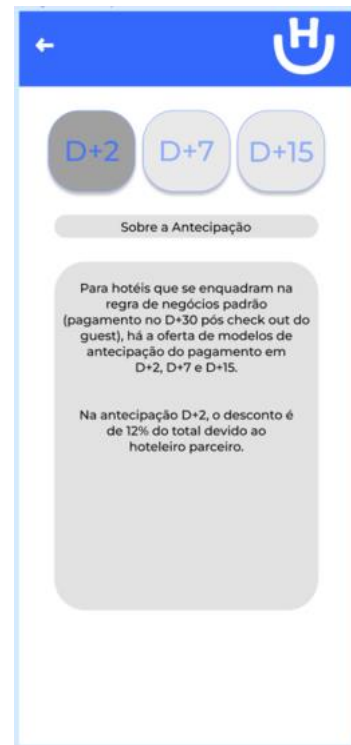 H
D+2 D+7 D+15
Sobre a Antecipação
Para hotéis que se enquadram na
regra de negócios padrão
(pagamento no D+30 pós check out do
guest), há a oferta de modelos de
antecipação do pagamento em
D+2, D+7 e D+15.
Na antecipação D+2, o desconto é
de 12% do total devido ao
hoteleiro parceiro.